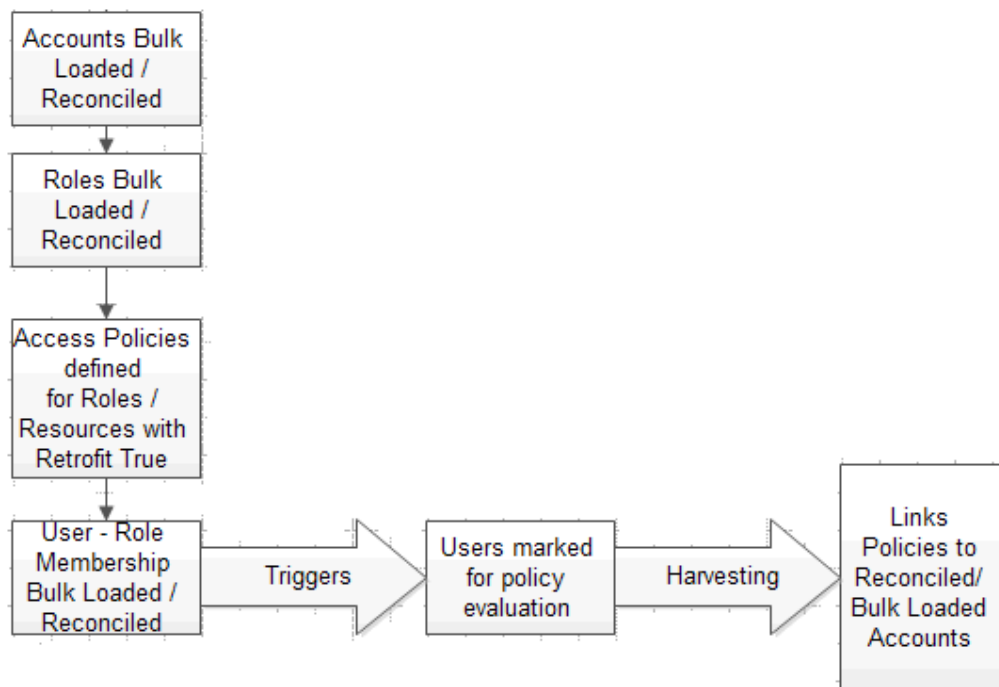 Accounts Bulk
Loaded /
Reconciled
Roles Bulk
Loaded /
Reconciled
Access Policies
defined
for Roles /
Resources with
Retrofit True
User - Role
Membership
Bulk Loaded /
Reconciled
Triggers
Users marked
for policy
evaluation
Harvesting
Links
Policies to
Reconciled/
Bulk Loaded
Accounts